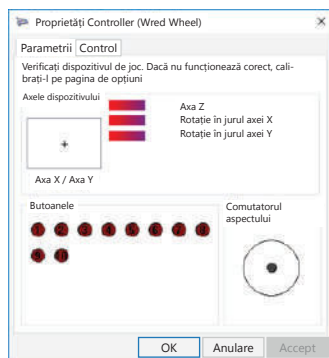 Proprietăți Controller (Wred Wheel)
Parametrii Control
Verificați dispozitivul de joc. Dacă nu funcționează corect, cali-
brați-l pe pagina de opțiuni
Axele dispozitivului
Axa Z
Rotație în jurul axei X
Rotație în jurul axei Y
Axa X / Axa Y
Butoanele
1 2 3 4 5 6 7 8
9 10
Comutatorul
aspectului
OK Anulare Accept